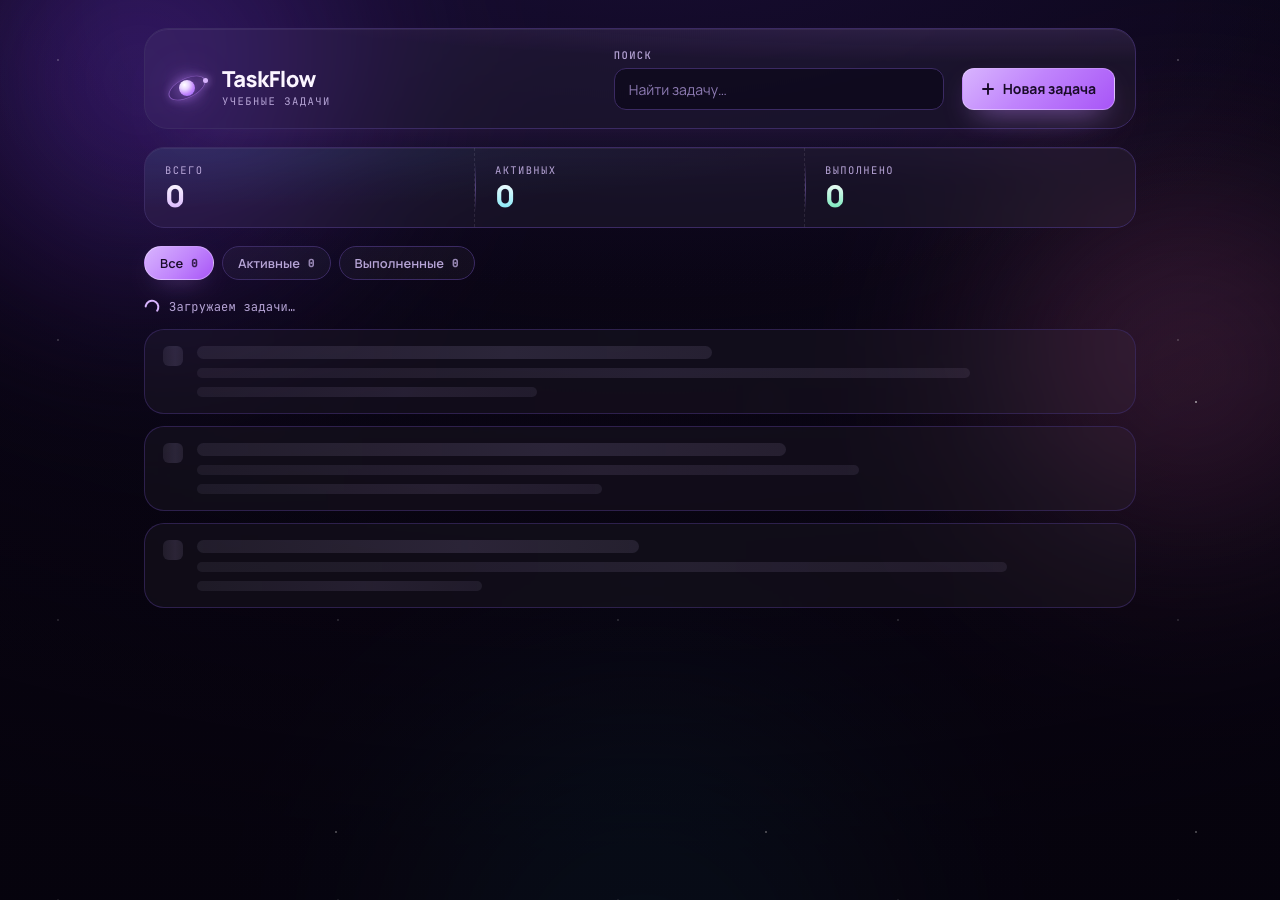 TaskFlow
УЧЕБНЫЕ ЗАДАЧИ
ПОИСК
Найти задачу…
Новая задача
ВСЕГО
0
АКТИВНЫХ
0
ВЫПОЛНЕНО
0
Все 0
Активные 0
Выполненные 0
Загружаем задачи…